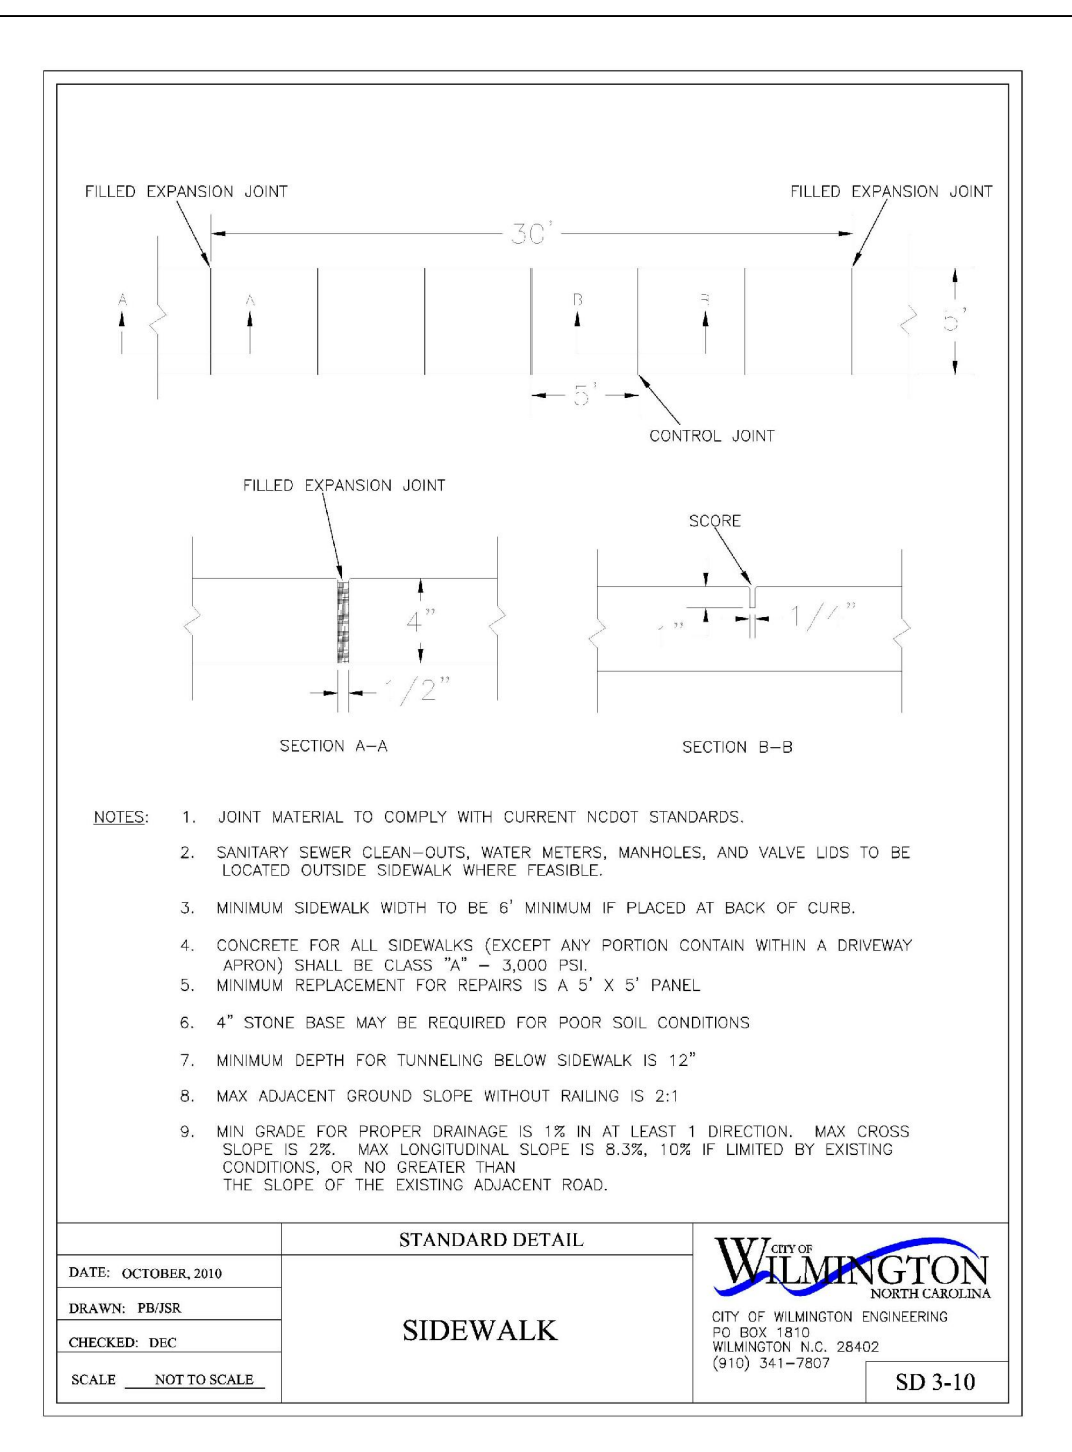 FILLED EXPANSION JOINT
FILLED EXPANSION JOINT
30'
A
A
B
B
5'
5'
CONTROL JOINT
FILLED EXPANSION JOINT
SCORE
4"
1/4"
1"
1/2"
SECTION A-A
SECTION B-B
NOTES: 1. JOINT MATERIAL TO COMPLY WITH CURRENT NCDOT STANDARDS.
2. SANITARY SEWER CLEAN-OUTS, WATER METERS, MANHOLES, AND VALVE LIDS TO BE
LOCATED OUTSIDE SIDEWALK WHERE FEASIBLE.
3. MINIMUM SIDEWALK WIDTH TO BE 6' MINIMUM IF PLACED AT BACK OF CURB.
4. CONCRETE FOR ALL SIDEWALKS (EXCEPT ANY PORTION CONTAIN WITHIN A DRIVEWAY
APRON) SHALL BE CLASS "A" - 3,000 PSI.
5. MINIMUM REPLACEMENT FOR REPAIRS IS A 5' X 5' PANEL
6. 4" STONE BASE MAY BE REQUIRED FOR POOR SOIL CONDITIONS
7. MINIMUM DEPTH FOR TUNNELING BELOW SIDEWALK IS 12"
8. MAX ADJACENT GROUND SLOPE WITHOUT RAILING IS 2:1
9. MIN GRADE FOR PROPER DRAINAGE IS 1% IN AT LEAST 1 DIRECTION. MAX CROSS
SLOPE IS 2%. MAX LONGITUDINAL SLOPE IS 8.3%, 10% IF LIMITED BY EXISTING
CONDITIONS, OR NO GREATER THAN
THE SLOPE OF THE EXISTING ADJACENT ROAD.
STANDARD DETAIL
DATE: OCTOBER, 2010
DRAWN: PB/JSR
CHECKED: DEC
SCALE NOT TO SCALE
SIDEWALK
CITY OF
WILMINGTON
NORTH CAROLINA
CITY OF WILMINGTON ENGINEERING
PO BOX 1810
WILMINGTON N.C. 28402
(910) 341-7807
SD 3-10